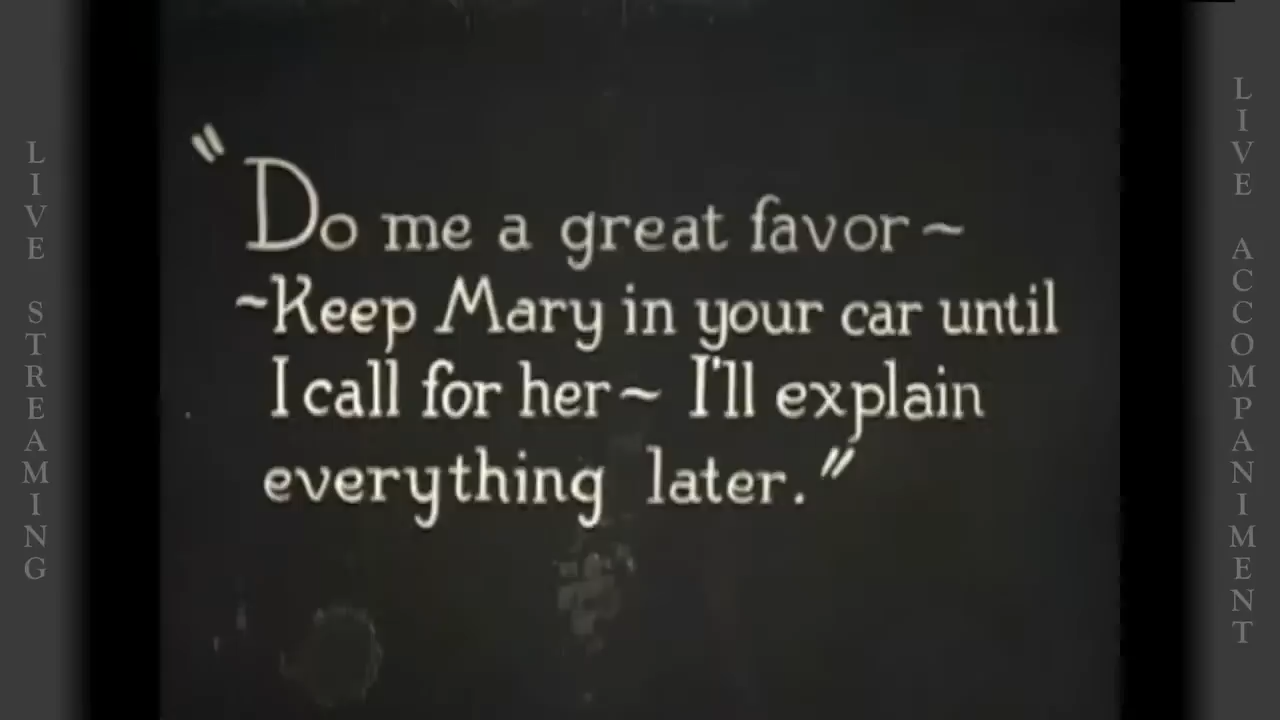 LIVE STREAMING
"Do me a great favor~
~Keep Mary in your car until
I call for her~ I'll explain
everything later."
LIVE ACCOMPANIMENT